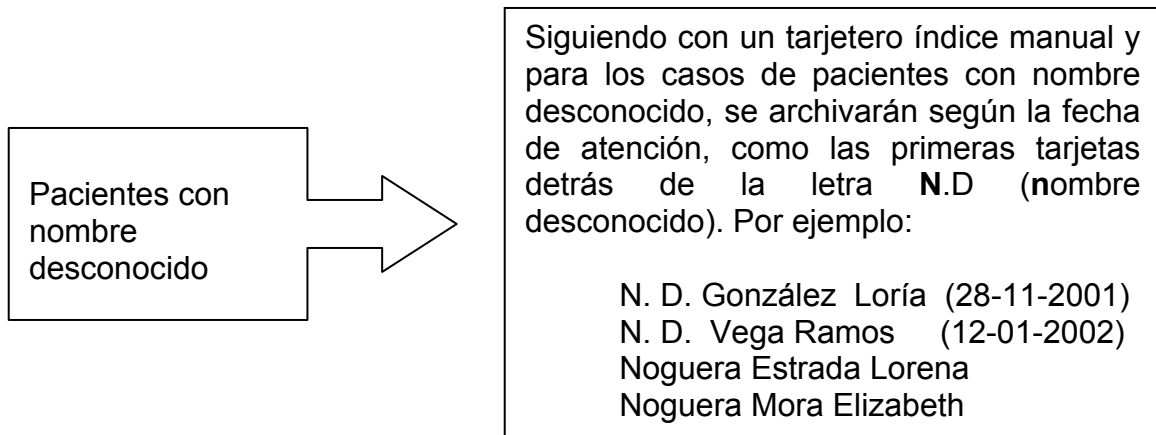 Pacientes con
nombre
desconocido
Siguiendo con un tarjetero índice manual y
para los casos de pacientes con nombre
desconocido, se archivarán según la fecha
de atención, como las primeras tarjetas
detrás de la letra N.D (nombre
desconocido). Por ejemplo:
N. D. González Loría (28-11-2001)
N. D. Vega Ramos (12-01-2002)
Noguera Estrada Lorena
Noguera Mora Elizabeth